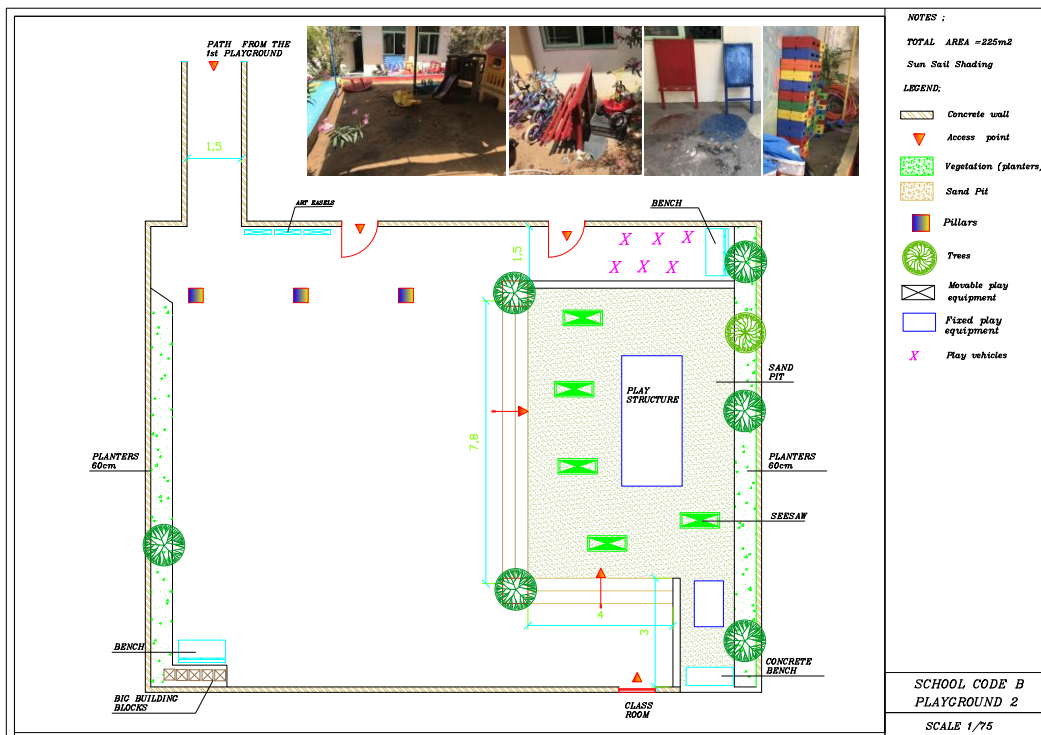 PATH FROM THE
1st PLAYGROUND
1,5
ART EASELS
BENCH
1,5
X X X
X X X
PLAY
STRUCTURE
SAND
PIT
7,8
PLANTERS
60cm
PLANTERS
60cm
SEESAW
4
3
BENCH
BIG BUILDING
BLOCKS
CLASS
ROOM
CONCRETE
BENCH
NOTES ;
TOTAL AREA =225m2
Sun Sail Shading
LEGEND;
Concrete wall
Access point
Vegetation (planters)
Sand Pit
Pillars
Trees
Movable play
equipment
Fixed play
equipment
X Play vehicles
SCHOOL CODE B
PLAYGROUND 2
SCALE 1/75